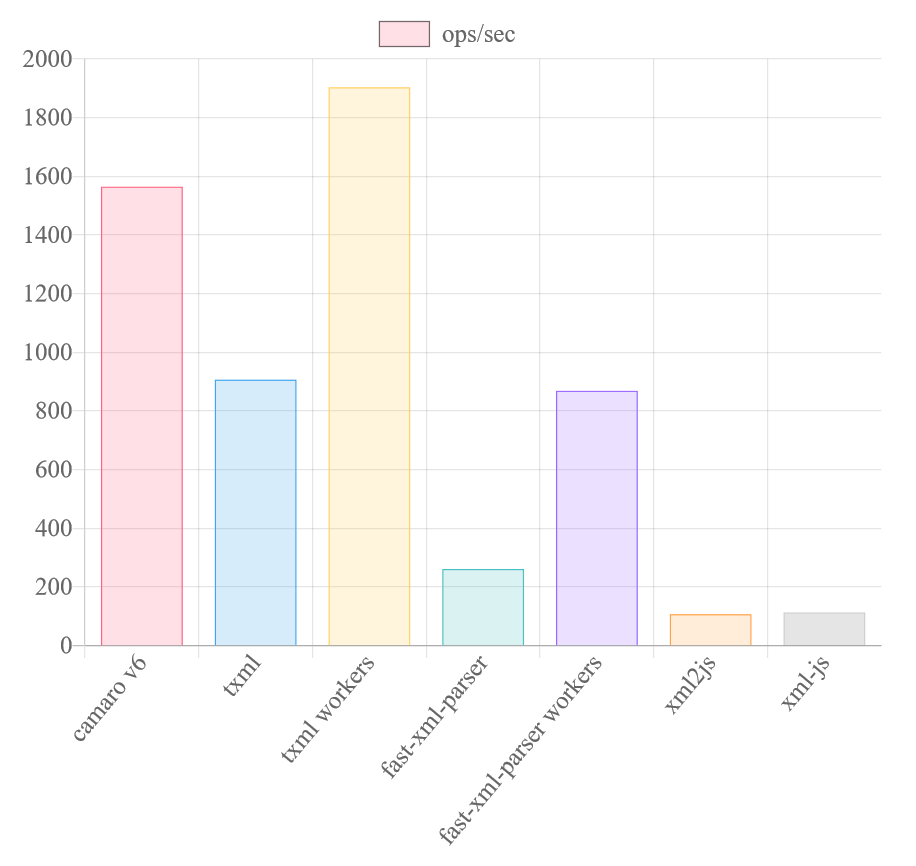 ops/sec
2000
1800
1600
1400
1200
1000
800
600
400
200
0
camaro v6
txml
txml workers
fast-xml-parser
fast-xml-parser workers
xml2js
xml-js